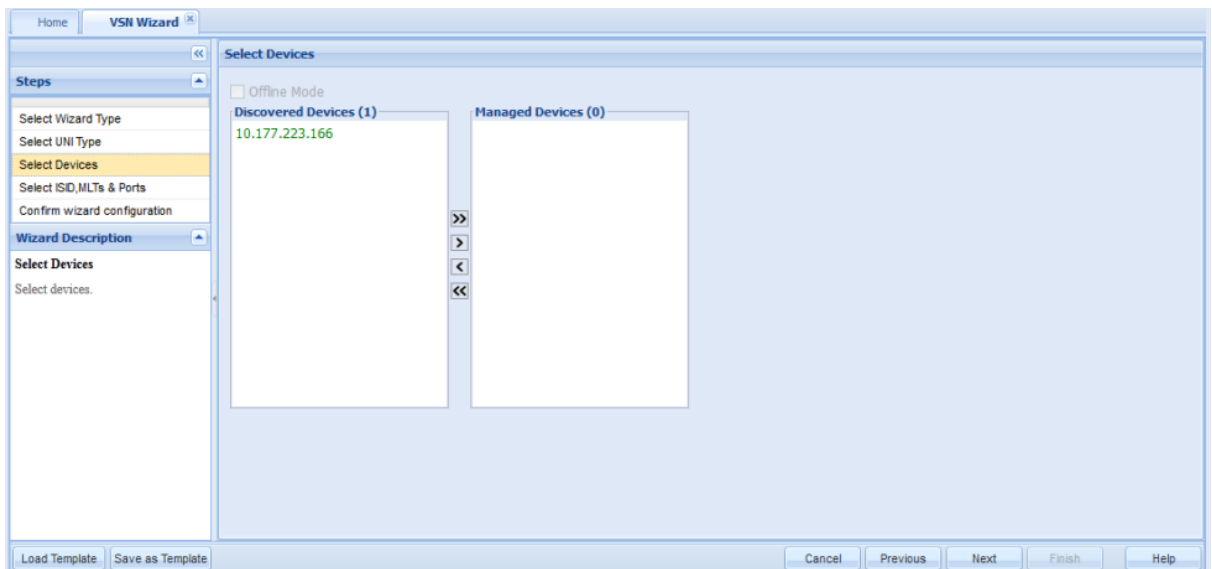 Home
VSN Wizard
Steps
Select Wizard Type
Select UNI Type
Select Devices
Select ISID,MLTs & Ports
Confirm wizard configuration
Wizard Description
Select Devices
Select devices.
Select Devices
Offline Mode
Discovered Devices (1)
10.177.223.166
Managed Devices (0)
Load Template
Save as Template
Cancel
Previous
Next
Finish
Help